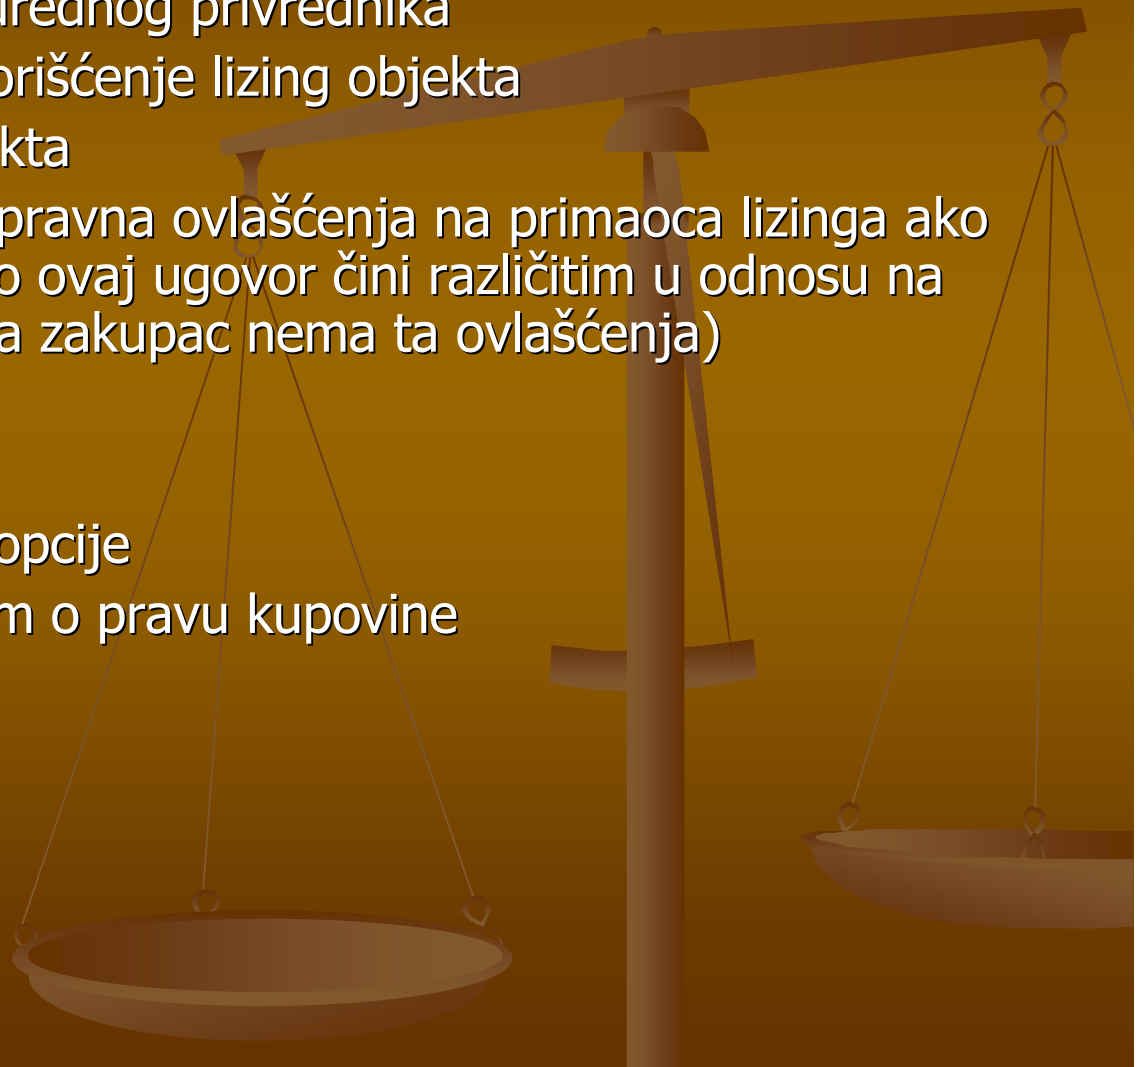 urednog privrednika
orišćenje lizing objekta
kta
pravna ovlašćenja na primaoca lizinga ako
o ovaj ugovor čini različitim u odnosu na
a zakupac nema ta ovlašćenja)
opcije
m o pravu kupovine